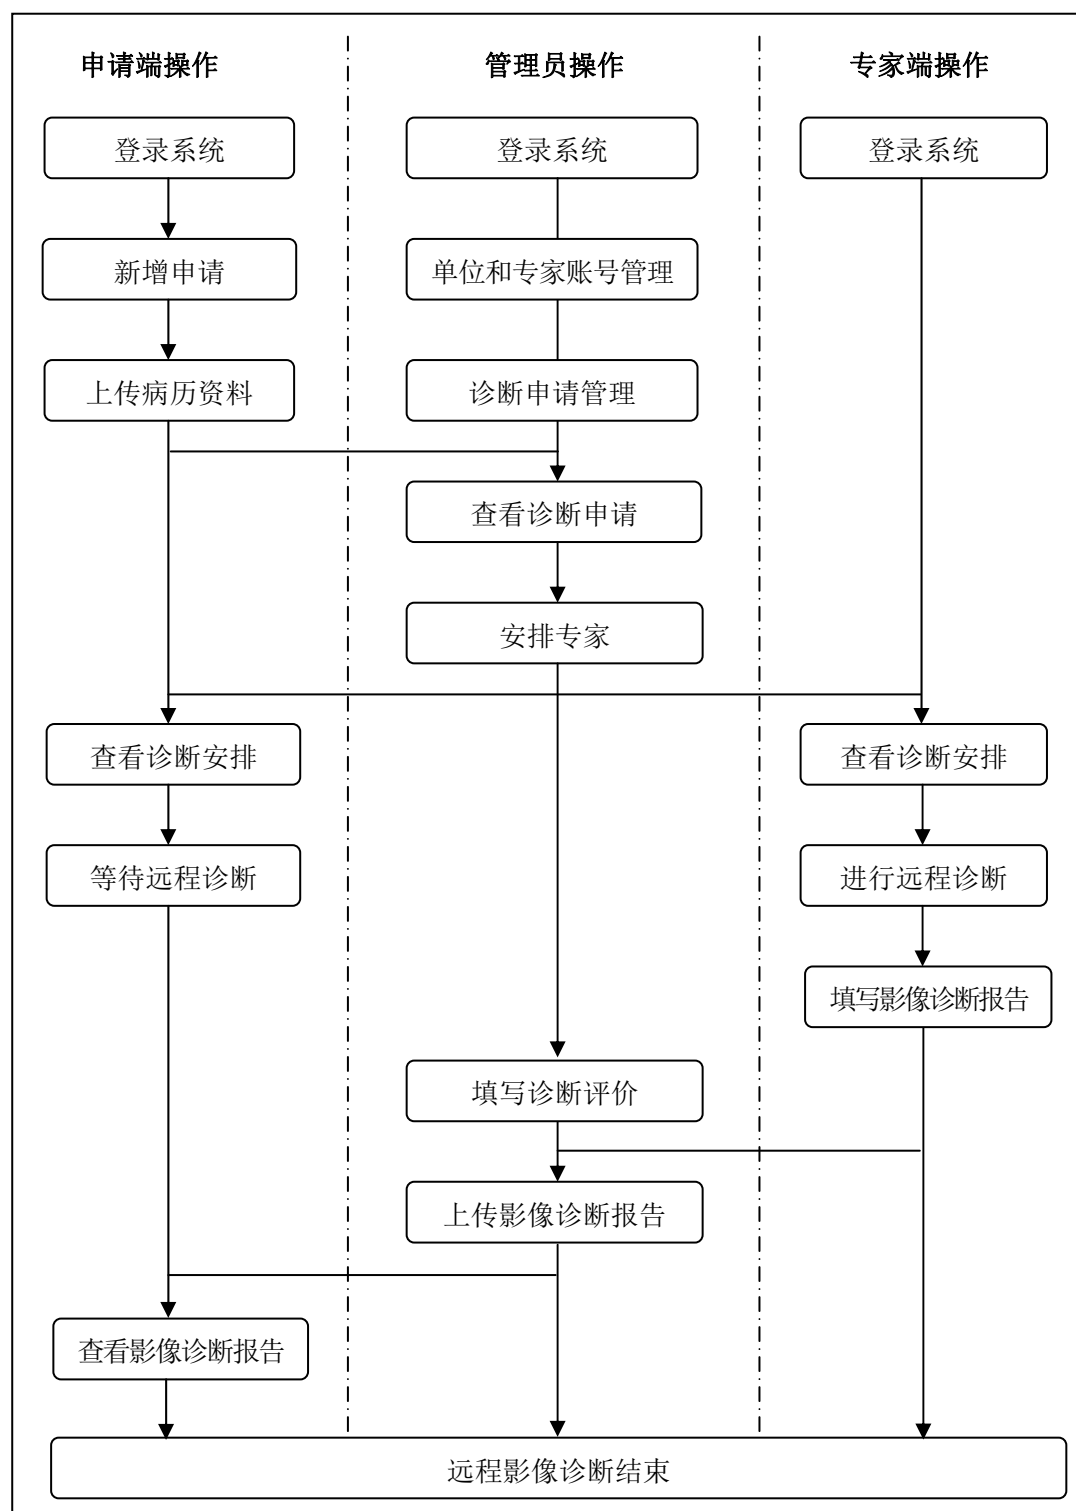 申请端操作
管理员操作
专家端操作
登录系统
登录系统
登录系统
新增申请
单位和专家账号管理
上传病历资料
诊断申请管理
查看诊断申请
安排专家
查看诊断安排
查看诊断安排
等待远程诊断
进行远程诊断
填写影像诊断报告
填写诊断评价
上传影像诊断报告
查看影像诊断报告
远程影像诊断结束